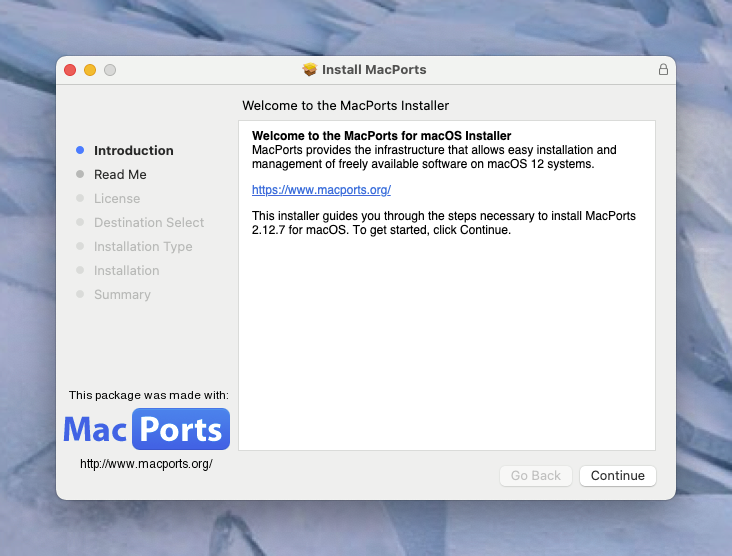 Install MacPorts
Welcome to the MacPorts Installer
Introduction
Read Me
License
Destination Select
Installation Type
Installation
Summary
Welcome to the MacPorts for macOS Installer
MacPorts provides the infrastructure that allows easy installation and
management of freely available software on macOS 12 systems.
https://www.macports.org/
This installer guides you through the steps necessary to install MacPorts
2.12.7 for macOS. To get started, click Continue.
This package was made with:
MacPorts
http://www.macports.org/
Go Back
Continue